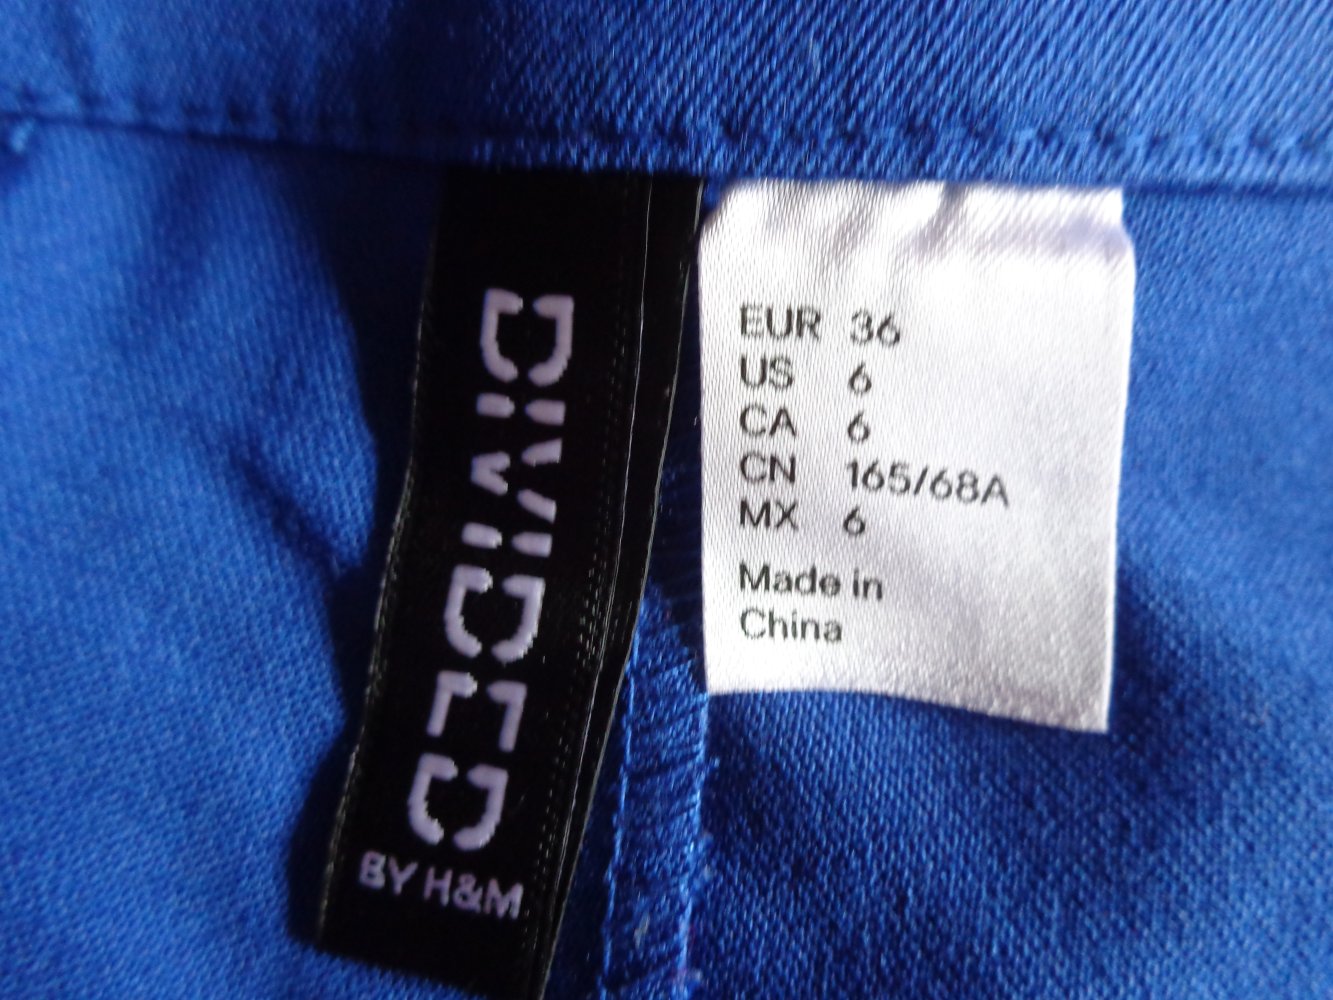 DIVIDED
BY H&M
EUR 36
US 6
CA 6
CN 165/68A
MX 6
Made in
China